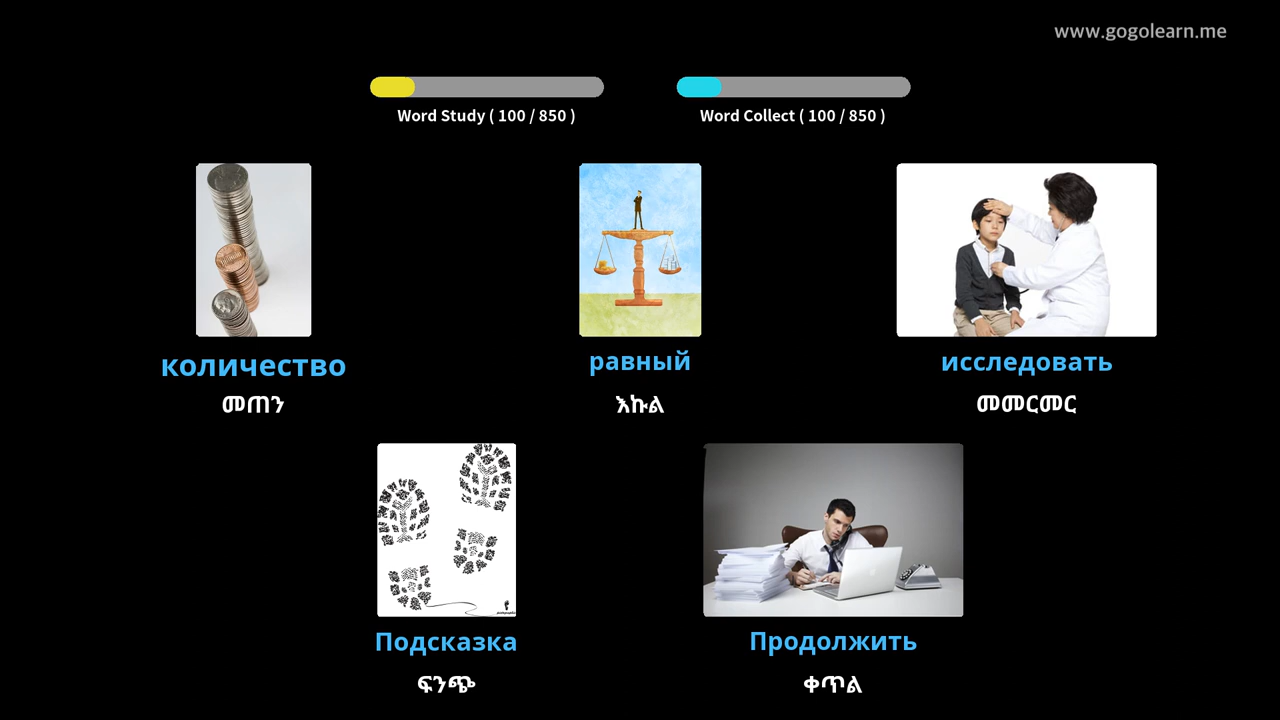 www.gogolearn.me
Word Study ( 100 / 850 )
Word Collect ( 100 / 850 )
количество
መጠን
равный
እኩል
исследовать
መመርመር
Подсказка
ፍንጭ
Продолжить
ቀጥል